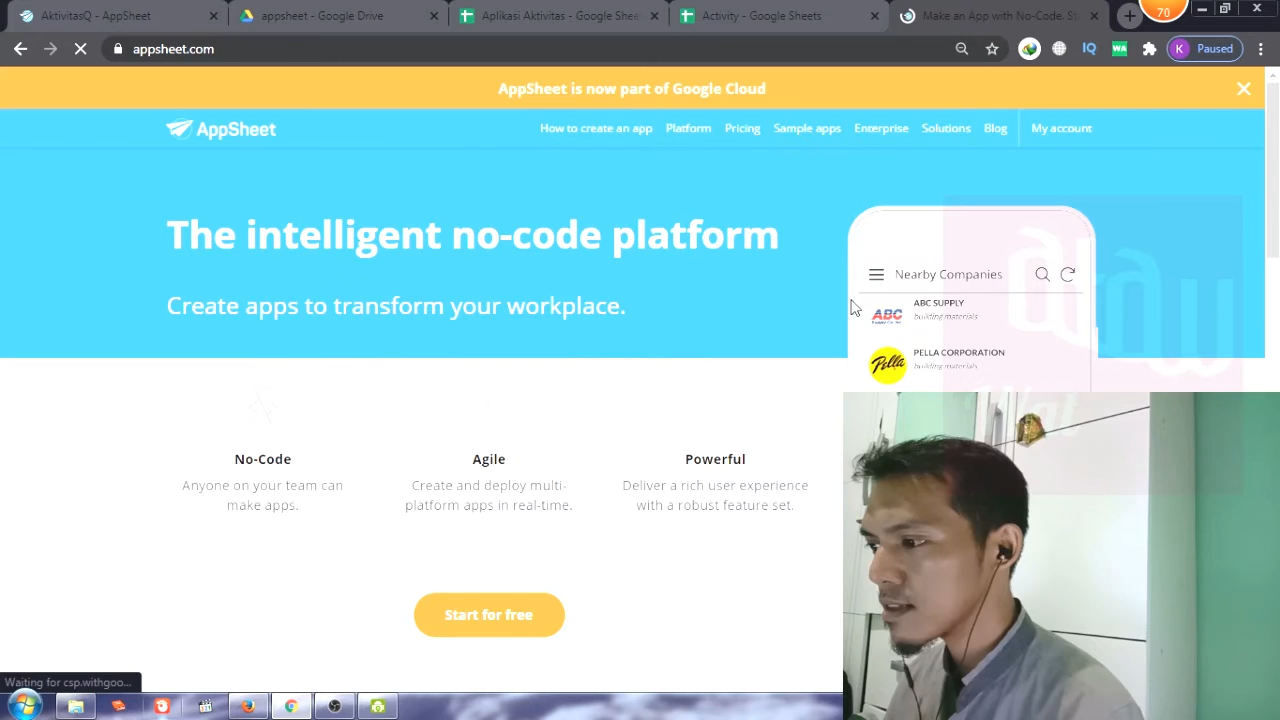 AktivitasQ - AppSheet
appsheet - Google Drive
Aplikasi Aktivitas - Google Shee
Activity - Google Sheets
Make an App with No-Code. St
70
appsheet.com
IQ
WA
K
Paused
AppSheet is now part of Google Cloud
AppSheet
How to create an app
Platform
Pricing
Sample apps
Enterprise
Solutions
Blog
My account
The intelligent no-code platform
Create apps to transform your workplace.
Nearby Companies
ABC SUPPLY
building materials
ABC
PELLA CORPORATION
building materials
Pella
No-Code
Anyone on your team can
make apps.
Agile
Create and deploy multi-
platform apps in real-time.
Powerful
Deliver a rich user experience
with a robust feature set.
Start for free
Waiting for csp.withgoo...